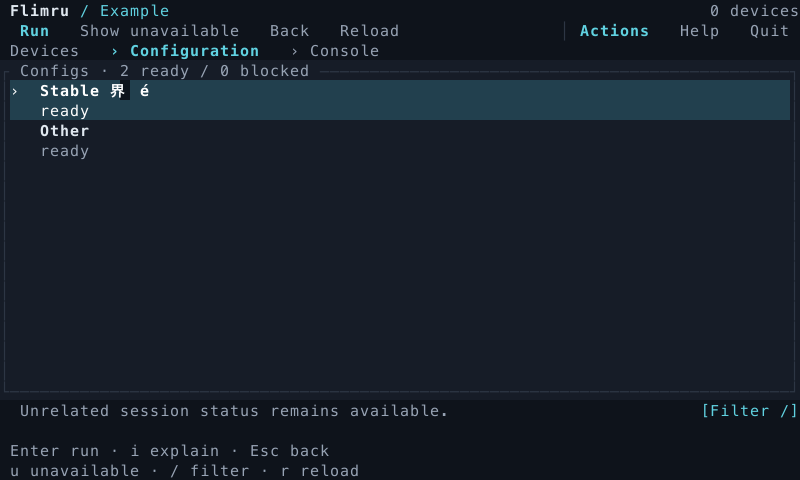 Flimru / Example 0 devices
Run Show unavailable Back Reload │ Actions Help Quit
Devices › Configuration › Console
Configs · 2 ready / 0 blocked
› Stable 界 é
ready
Other
ready
Unrelated session status remains available. [Filter /]
Enter run · i explain · Esc back
u unavailable · / filter · r reload